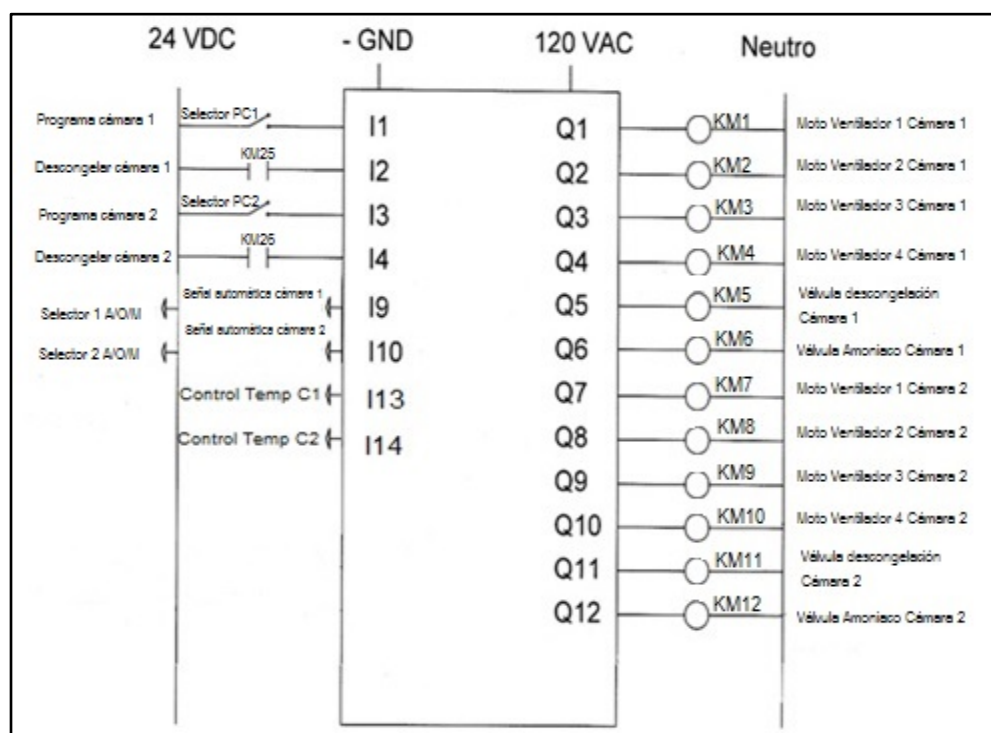 24 VDC - GND 120 VAC Neutro
Programa cámara 1 Selector PC1 I1 Q1 KM1 Moto Ventilador 1 Cámara 1
Descongelar cámara 1 KM25 I2 Q2 KM2 Moto Ventilador 2 Cámara 1
Programa cámara 2 Selector PC2 I3 Q3 KM3 Moto Ventilador 3 Cámara 1
Descongelar cámara 2 KM26 I4 Q4 KM4 Moto Ventilador 4 Cámara 1
Selector 1 A/O/M Señal automática cámara 1 I9 Q5 KM5 Válvula descongelación
Cámara 1
Selector 2 A/O/M Señal automática cámara 2 I10 Q6 KM6 Válvula Amoniaco Cámara 1
Control Temp C1 I13 Q7 KM7 Moto Ventilador 1 Cámara 2
Control Temp C2 I14 Q8 KM8 Moto Ventilador 2 Cámara 2
Q9 KM9 Moto Ventilador 3 Cámara 2
Q10 KM10 Moto Ventilador 4 Cámara 2
Q11 KM11 Válvula descongelación
Cámara 2
Q12 KM12 Válvula Amoniaco Cámara 2